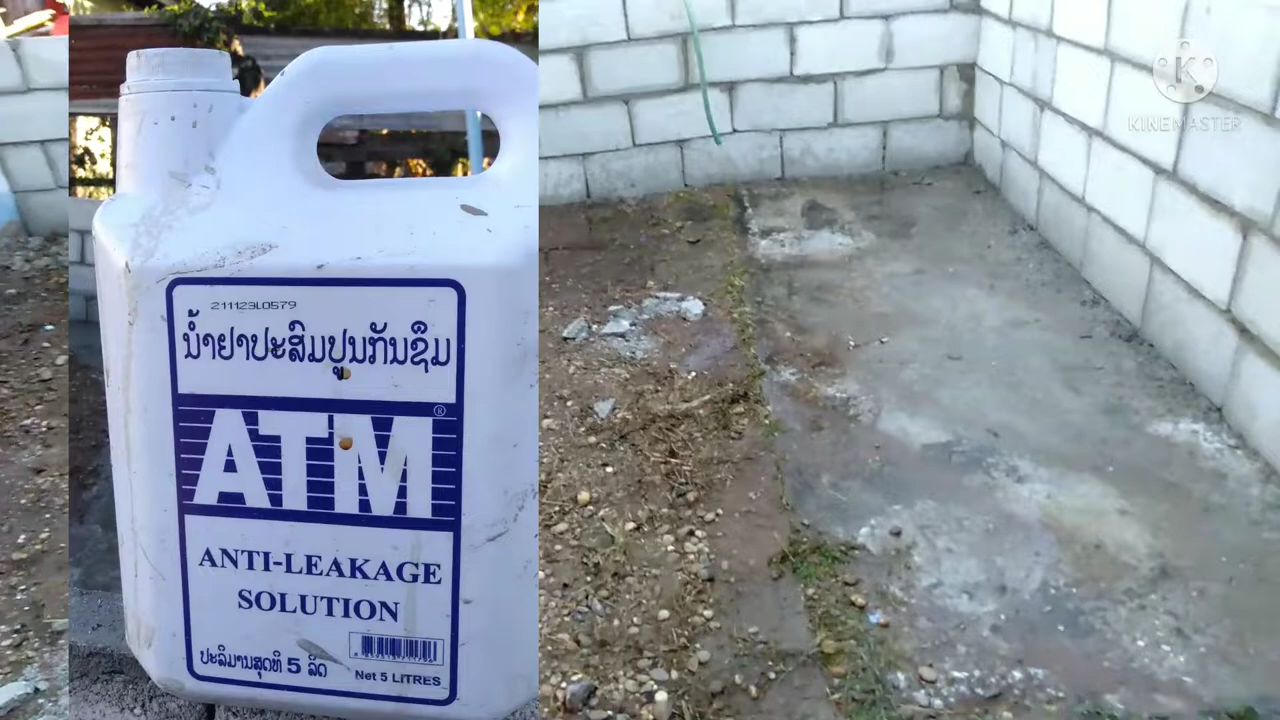 211123L0579
ນ້ຳຢາປະສົມປູນກັນຊຶມ
ATM®
ANTI-LEAKAGE
SOLUTION
ປະລິມານສຸດທິ 5 ລິດ
Net 5 LITRES
K
KINEMASTER